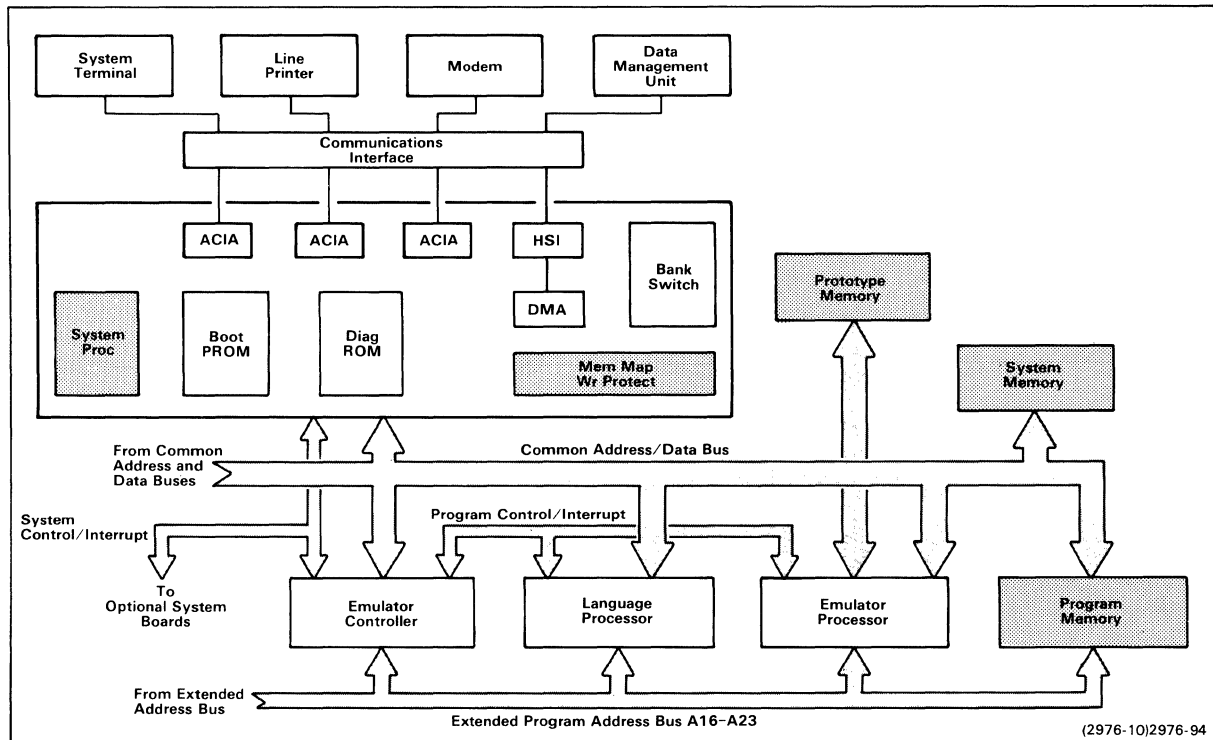 System
Terminal
Line
Printer
Modem
Data
Management
Unit
Communications
Interface
ACIA
ACIA
ACIA
HSI
Bank
Switch
DMA
System
Proc
Boot
PROM
Diag
ROM
Mem Map
Wr Protect
Prototype
Memory
System
Memory
From Common
Address and
Data Buses
Common Address/Data Bus
System
Control/Interrupt
Program Control/Interrupt
To
Optional System
Boards
Emulator
Controller
Language
Processor
Emulator
Processor
Program
Memory
From Extended
Address Bus
Extended Program Address Bus A16–A23
(2976-10)2976-94